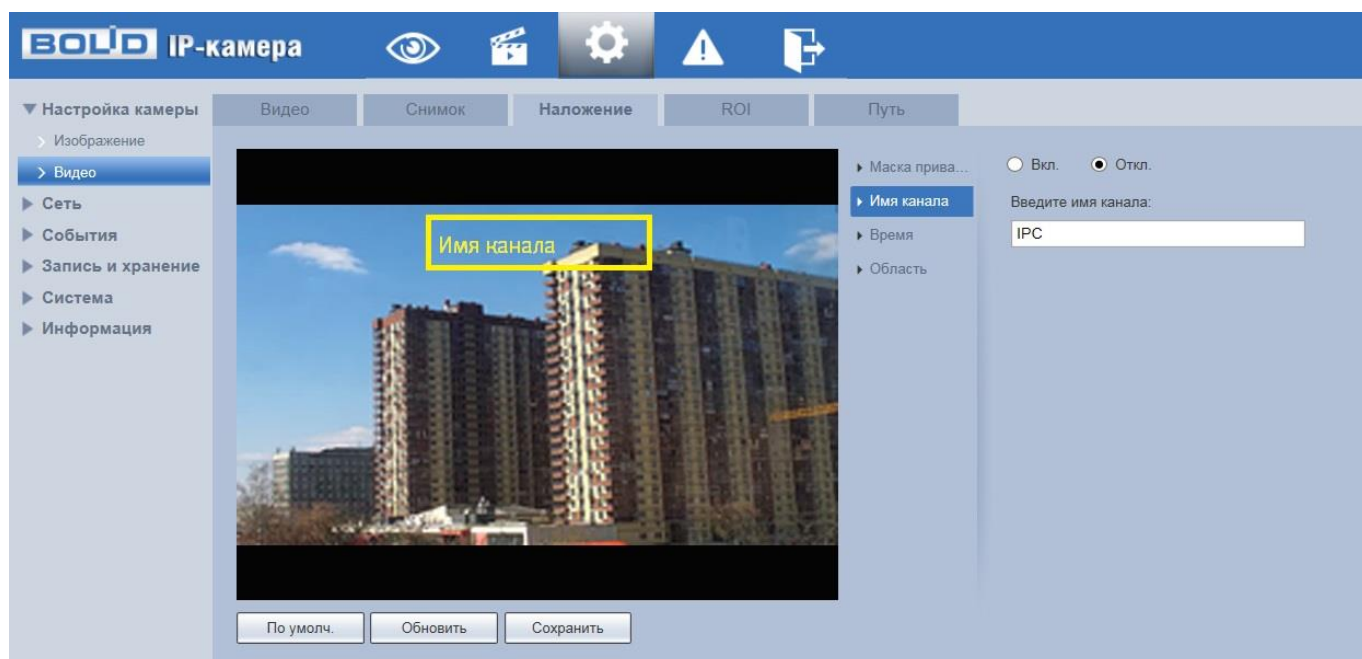 BOLID IP-камера
Настройка камеры
Изображение
Видео
Сеть
События
Запись и хранение
Система
Информация
Видео
Снимок
Наложение
ROI
Путь
Имя канала
Маска прива...
Имя канала
Время
Область
Вкл.
Откл.
Введите имя канала:
IPC
По умолч.
Обновить
Сохранить